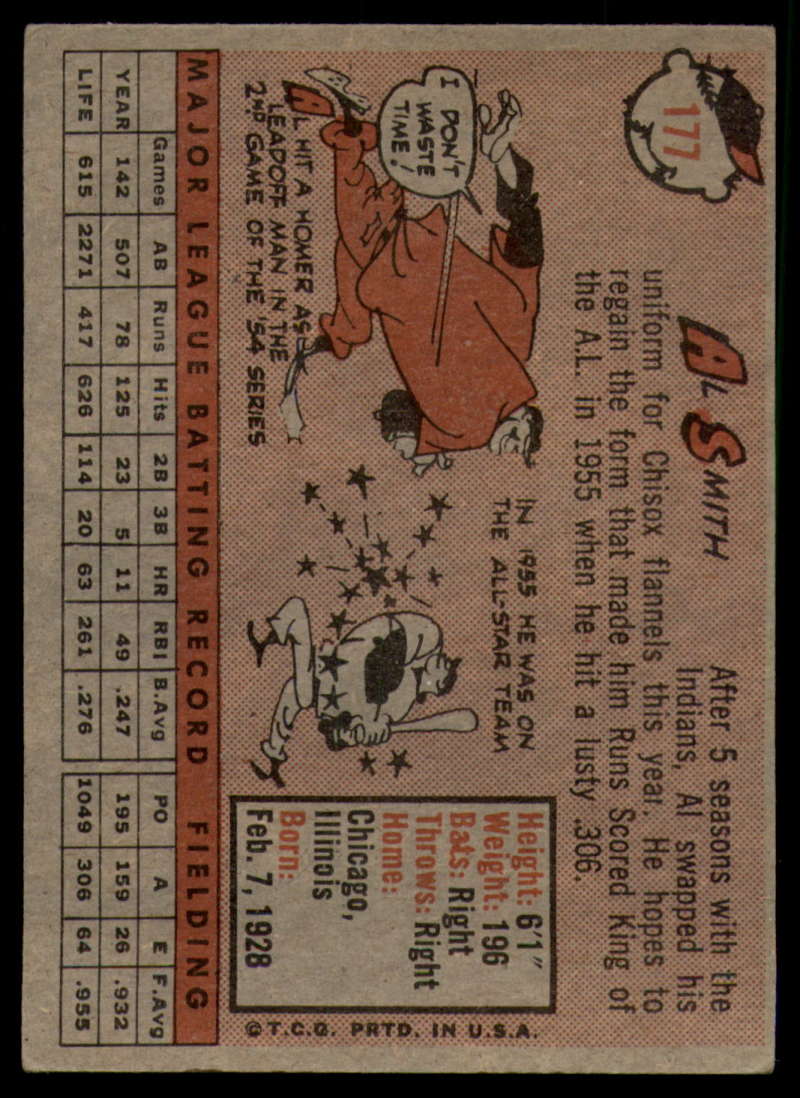 177
AL SMITH
After 5 seasons with the
Indians, Al swapped his
uniform for Chisox flannels this year. He hopes to
regain the form that made him Runs Scored King of
the A.L. in 1955 when he hit a lusty .306.
I DON'T
WASTE
TIME!
AL HIT A HOMER AS
LEADOFF MAN IN THE
2ND GAME OF THE '54 SERIES
IN 1955 HE WAS ON
THE ALL-STAR TEAM
Height: 6'1"
Weight: 196
Bats: Right
Throws: Right
Home:
Chicago,
Illinois
Born:
Feb. 7, 1928
©T.C.G. PRTD. IN U.S.A.
MAJOR LEAGUE BATTING RECORD FIELDING
Games AB Runs Hits 2B 3B HR RBI B.Avg PO A E F.Avg
YEAR 142 507 78 125 23 5 11 49 .247 195 159 26 .932
LIFE 615 2271 417 626 114 20 63 261 .276 1049 306 64 .955